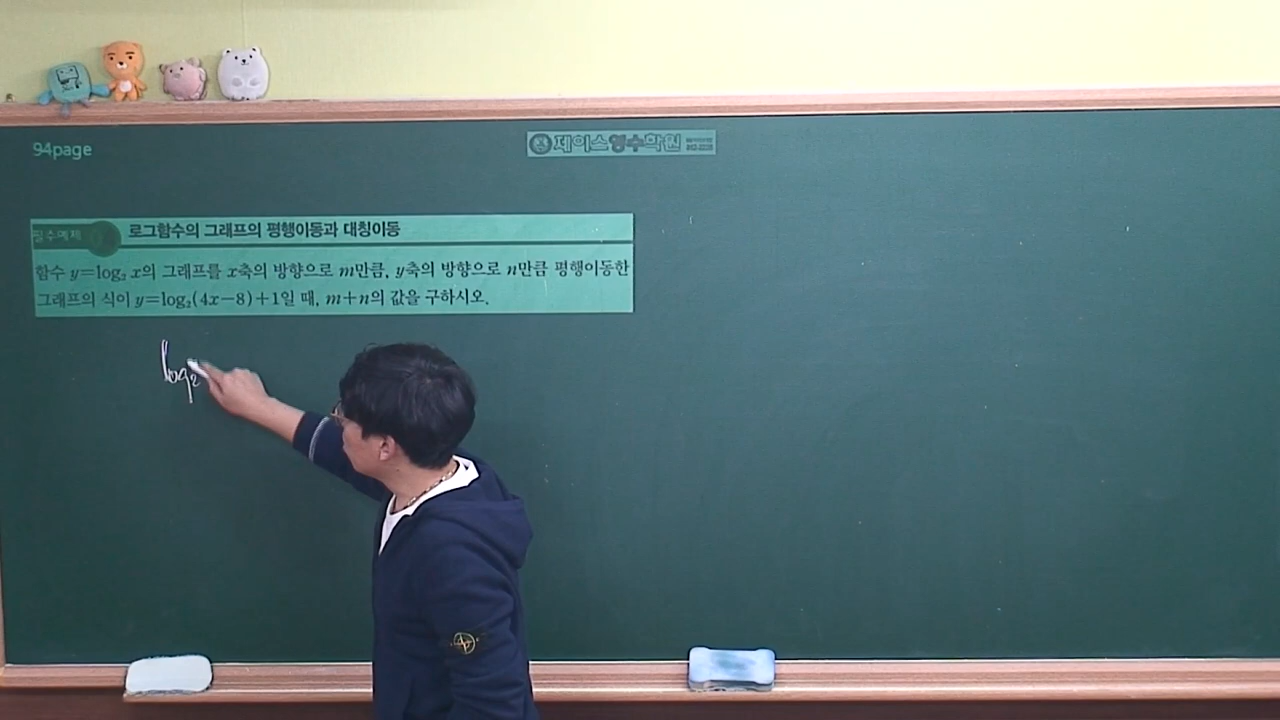 94page
제이스영수학원
필수예제
로그함수의 그래프의 평행이동과 대칭이동
함수 y=log₂ x의 그래프를 x축의 방향으로 m만큼, y축의 방향으로 n만큼 평행이동한
그래프의 식이 y=log₂(4x-8)+1일 때, m+n의 값을 구하시오.
log₂